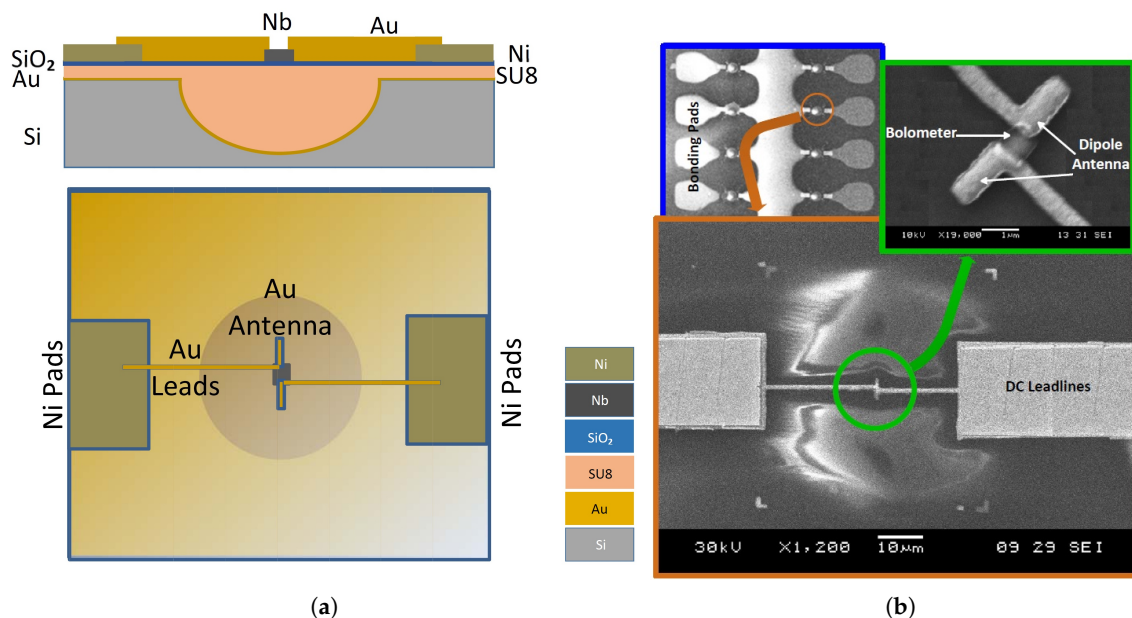 Nb
Au
SiO₂
Ni
Au
SU8
Si
Au
Antenna
Au
Leads
Ni Pads
Ni Pads
Ni
Nb
SiO₂
SU8
Au
Si
(a)
Bonding Pads
Bolometer
Dipole
Antenna
10kV X19,000 1μm 13 31 SEI
DC Leadlines
30kV X1,200 10μm 09 29 SEI
(b)